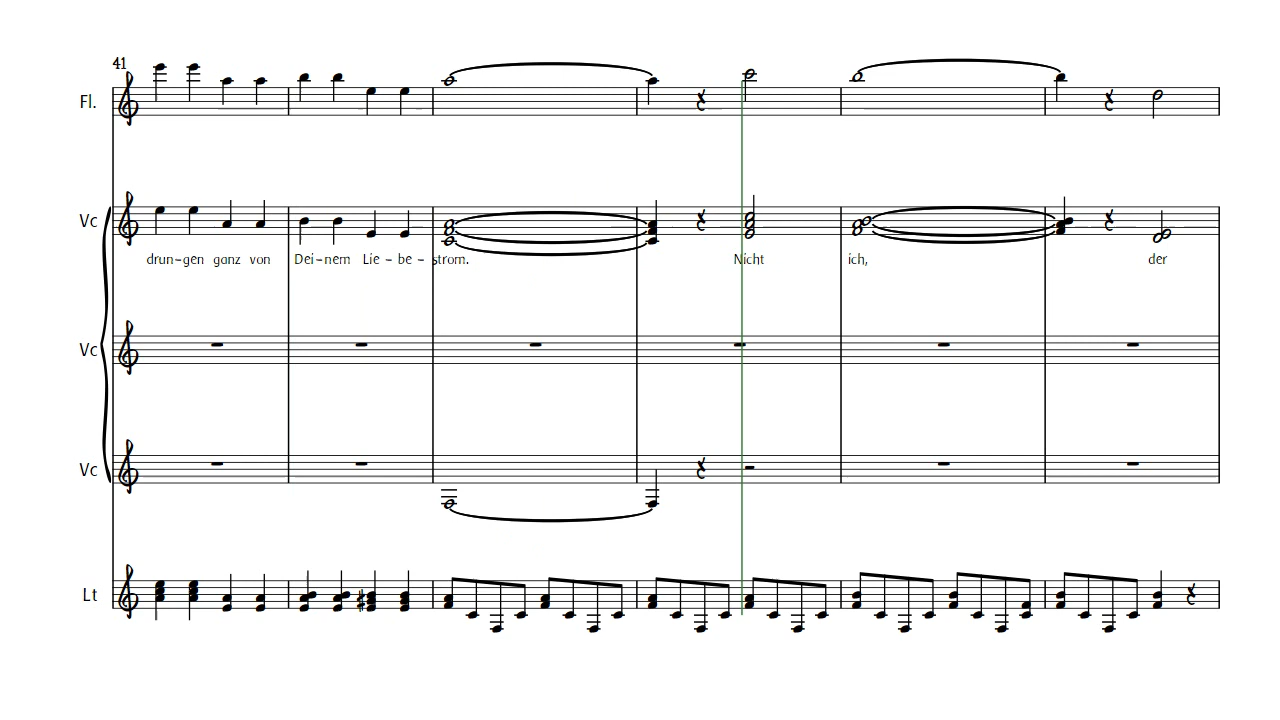 41
Fl.
Vc
drun-gen ganz von Dei-nem Lie - be - strom. Nicht ich, der
Vc
Vc
Lt